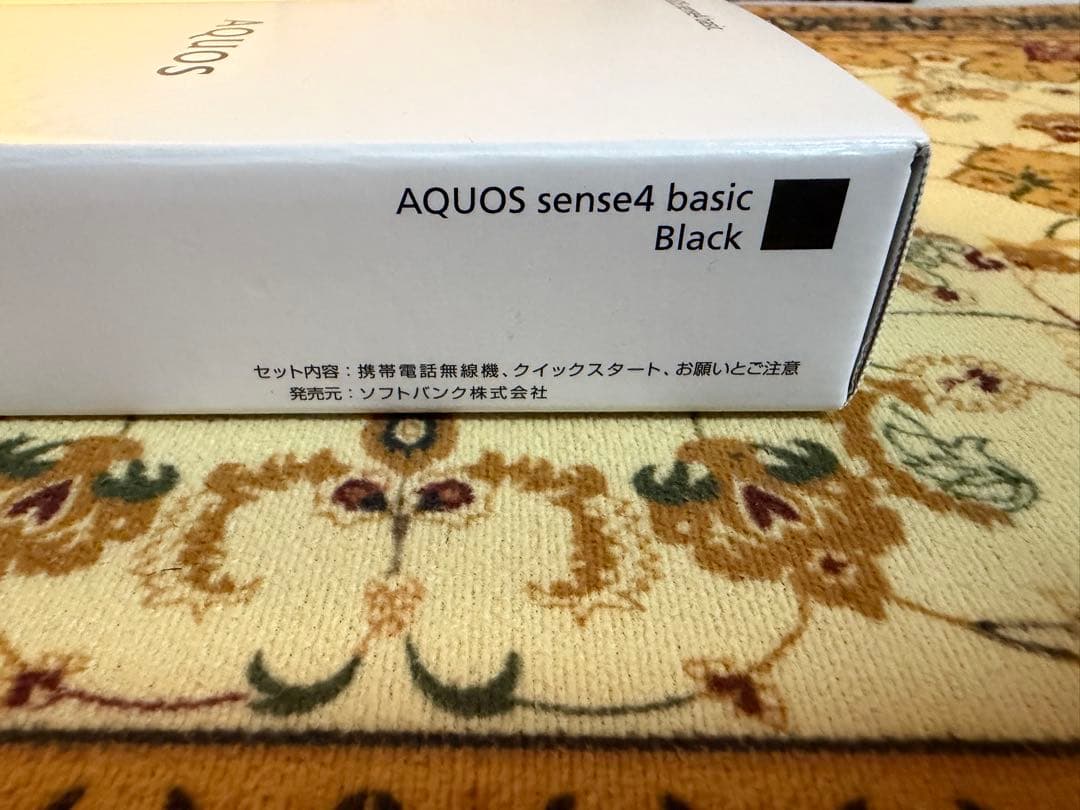 AQUOS
sense4 basic
AQUOS sense4 basic
Black
セット内容：携帯電話無線機、クイックスタート、お願いとご注意
発売元：ソフトバンク株式会社